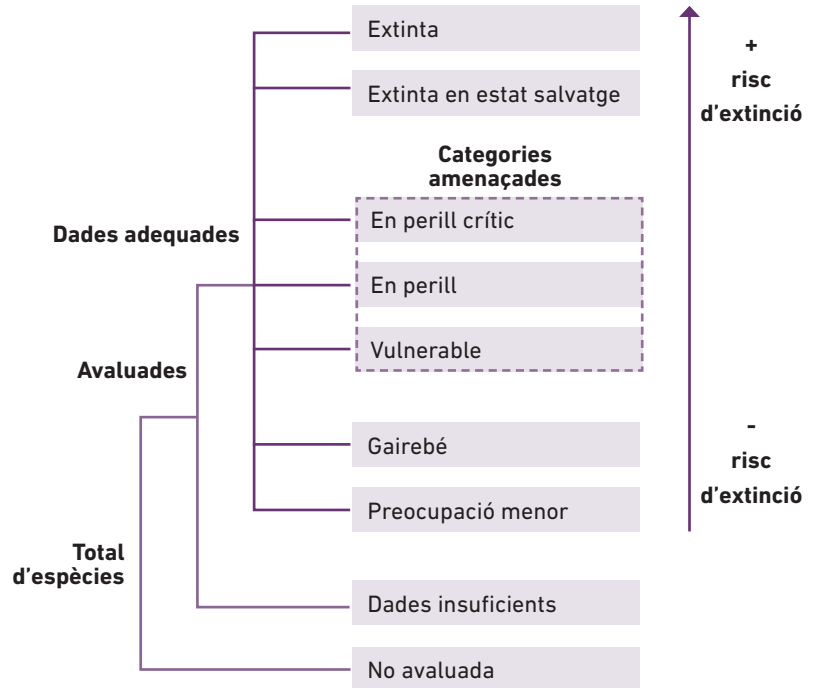 Extinta
Extinta en estat salvatge
+
risc
d'extinció
Categories
amenaçades
En perill crític
Dades adequades
En perill
Vulnerable
Avaluades
Gairebé
-
risc
d'extinció
Preocupació menor
Total
d'espècies
Dades insuficients
No avaluada